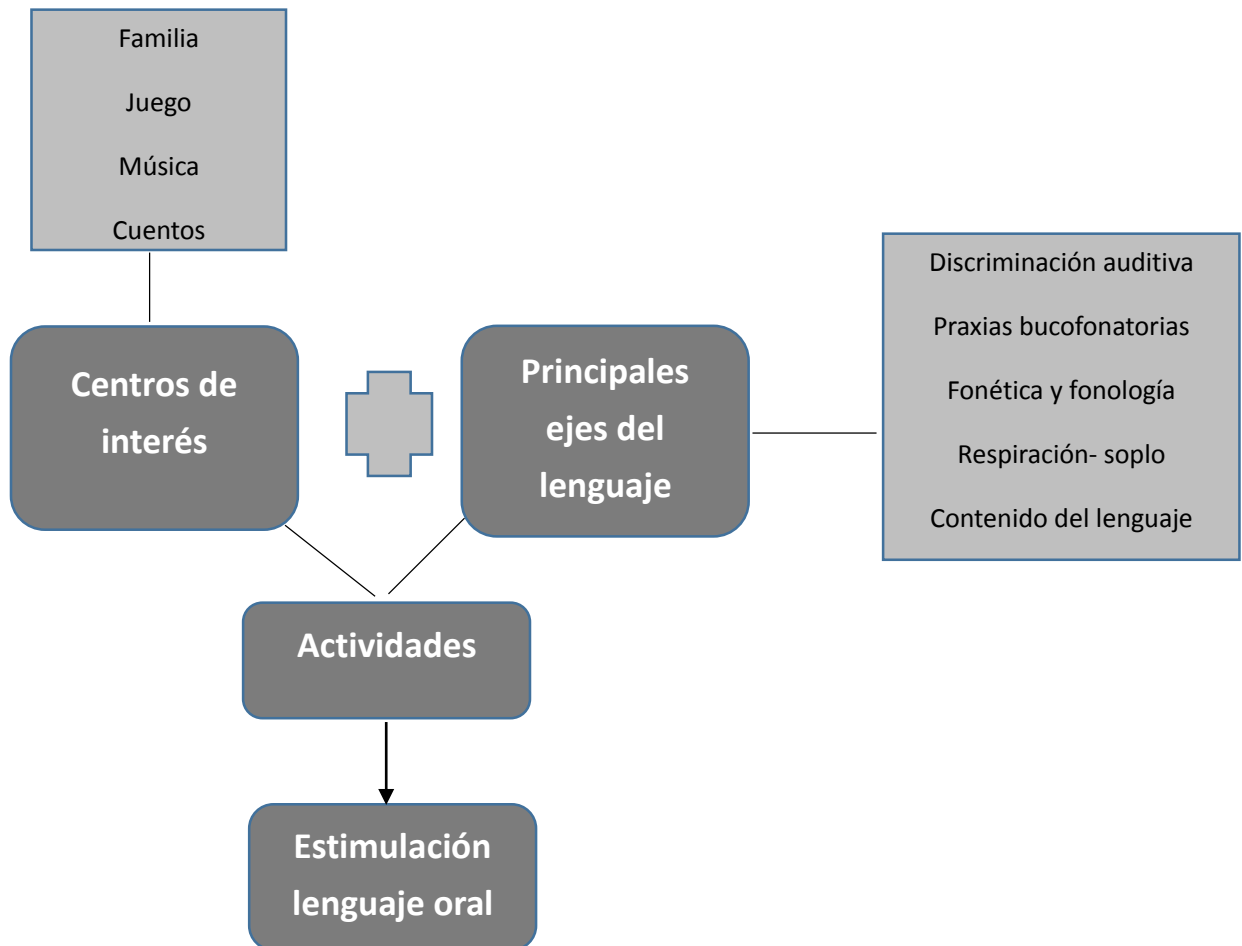 Familia
Juego
Música
Cuentos
Centros de
interés
Principales
ejes del
lenguaje
Discriminación auditiva
Praxias bucofonatorias
Fonética y fonología
Respiración- soplo
Contenido del lenguaje
Actividades
Estimulación
lenguaje oral